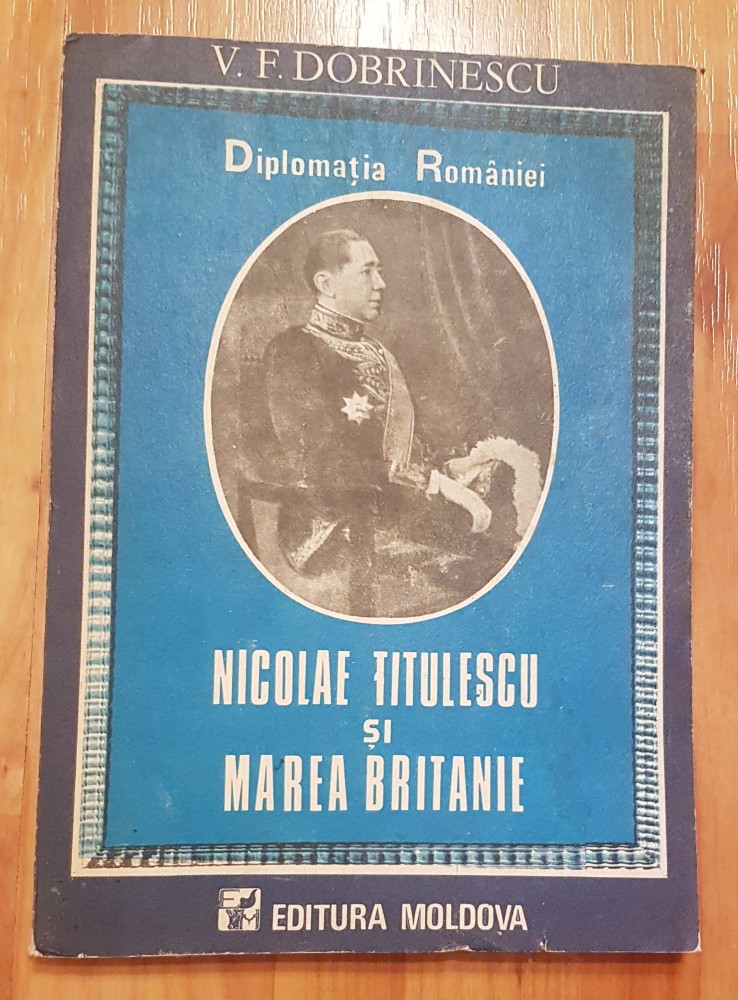 V. F. DOBRINESCU
Diplomația României
NICOLAE TITULESCU
ȘI
MAREA BRITANIE
EDITURA MOLDOVA